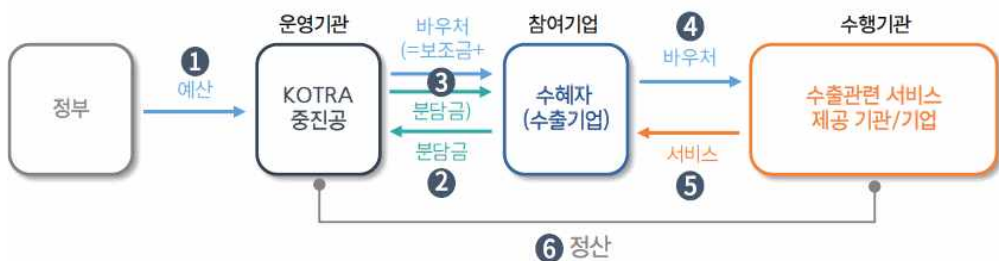 운영기관
참여기업
수행기관
정부
1
예산
KOTRA
중진공
바우처
(=보조금+
3
분담금)
분담금
2
수혜자
(수출기업)
4
바우처
서비스
5
수출관련 서비스
제공 기관/기업
6 정산